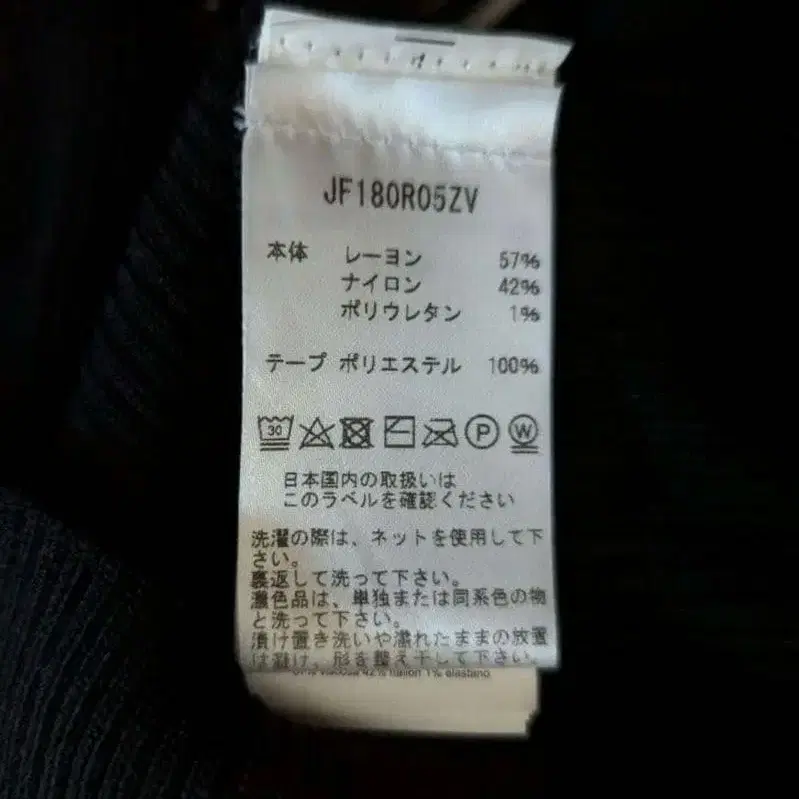 JF180R05ZV
本体 レーヨン 57%
ナイロン 42%
ポリウレタン 1%
テープ ポリエステル 100%
30 P W
日本国内の取扱いは
このラベルを確認ください
洗濯の際は、ネットを使用して下
さい。
裏返して洗って下さい。
濃色品は、単独または同系色の物
と洗って下さい。
漬け置き洗いや濡れたままの放置
は避け、形を整え干して下さい。
viscosa 42% nailon 1% elastano